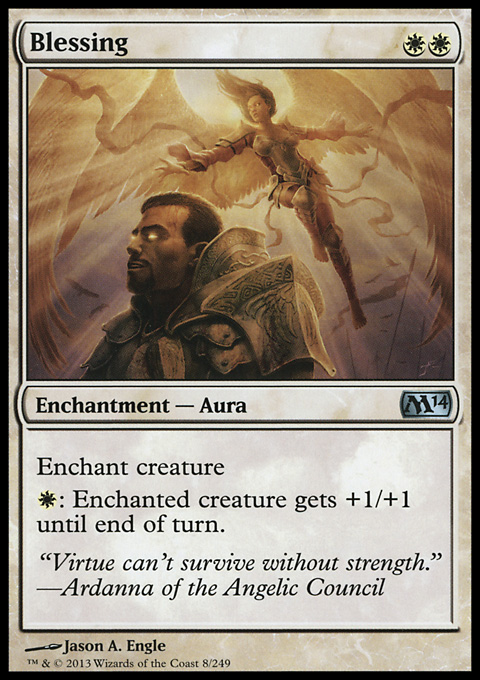 Blessing
Enchantment — Aura
M14
Enchant creature
: Enchanted creature gets +1/+1
until end of turn.
“Virtue can’t survive without strength.”
—Ardanna of the Angelic Council
Jason A. Engle
™ & © 2013 Wizards of the Coast 8/249